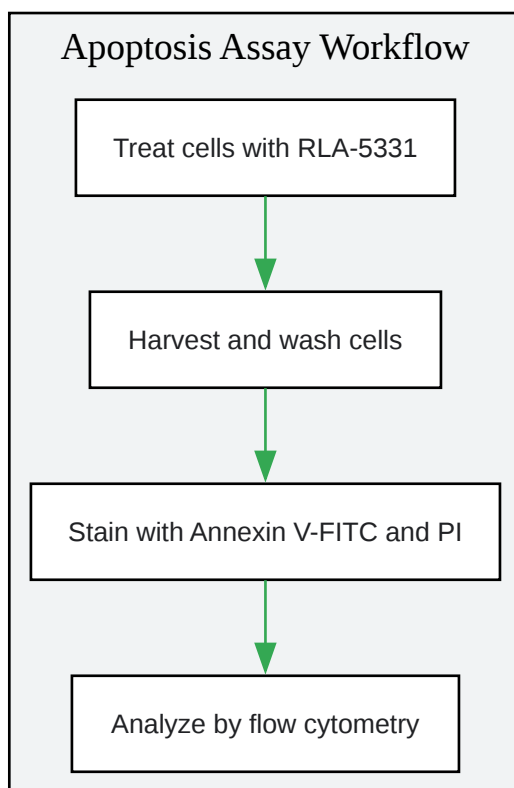 Apoptosis Assay Workflow
Treat cells with RLA-5331
Harvest and wash cells
Stain with Annexin V-FITC and PI
Analyze by flow cytometry